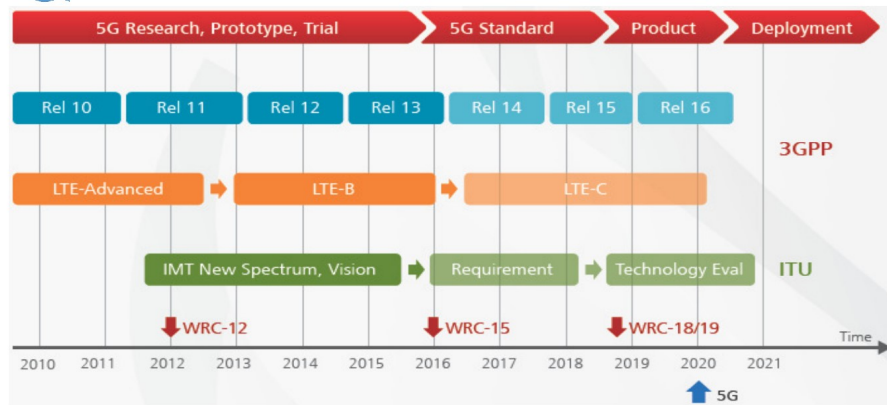 5G Research, Prototype, Trial 5G Standard Product Deployment
Rel 10 Rel 11 Rel 12 Rel 13 Rel 14 Rel 15 Rel 16
3GPP
LTE-Advanced LTE-B LTE-C
IMT New Spectrum, Vision Requirement Technology Eval ITU
WRC-12 WRC-15 WRC-18/19
Time
2010 2011 2012 2013 2014 2015 2016 2017 2018 2019 2020 2021
5G